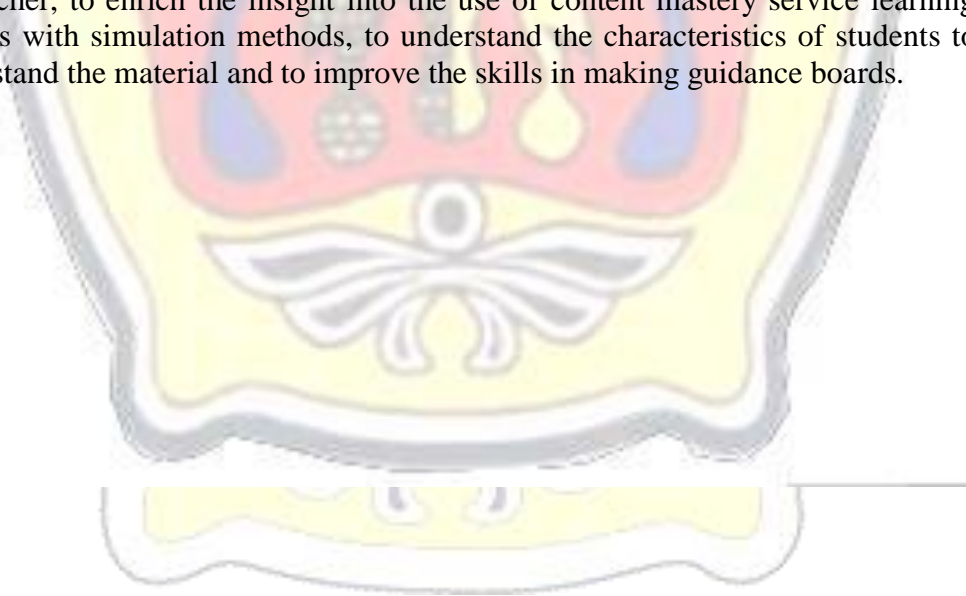 cher, to enrich the insight into the use of content mastery service learning
s with simulation methods, to understand the characteristics of students to
stand the material and to improve the skills in making guidance boards.